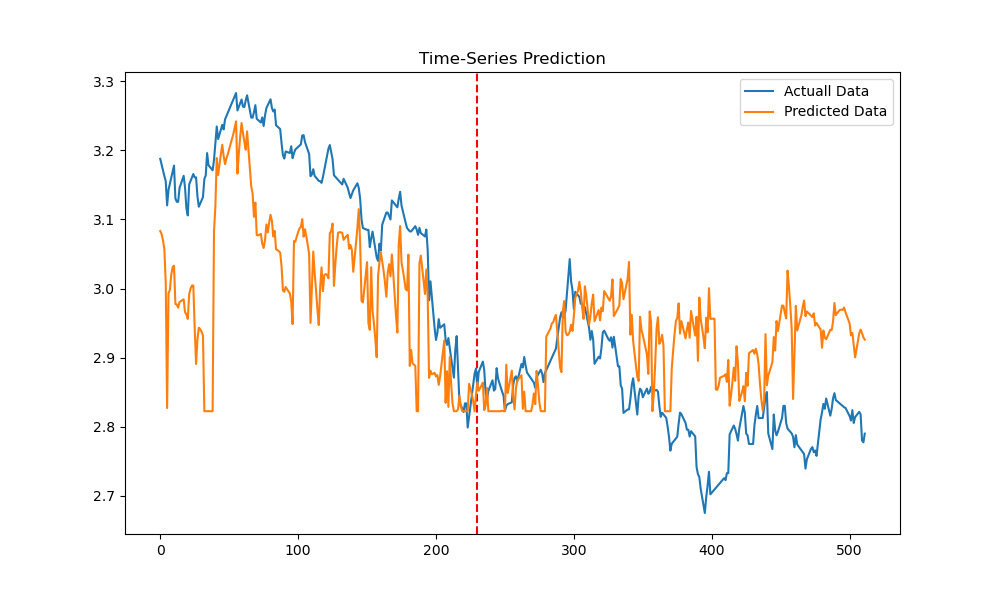 Time-Series Prediction
Actuall Data
Predicted Data
3.3
3.2
3.1
3.0
2.9
2.8
2.7
0 100 200 300 400 500